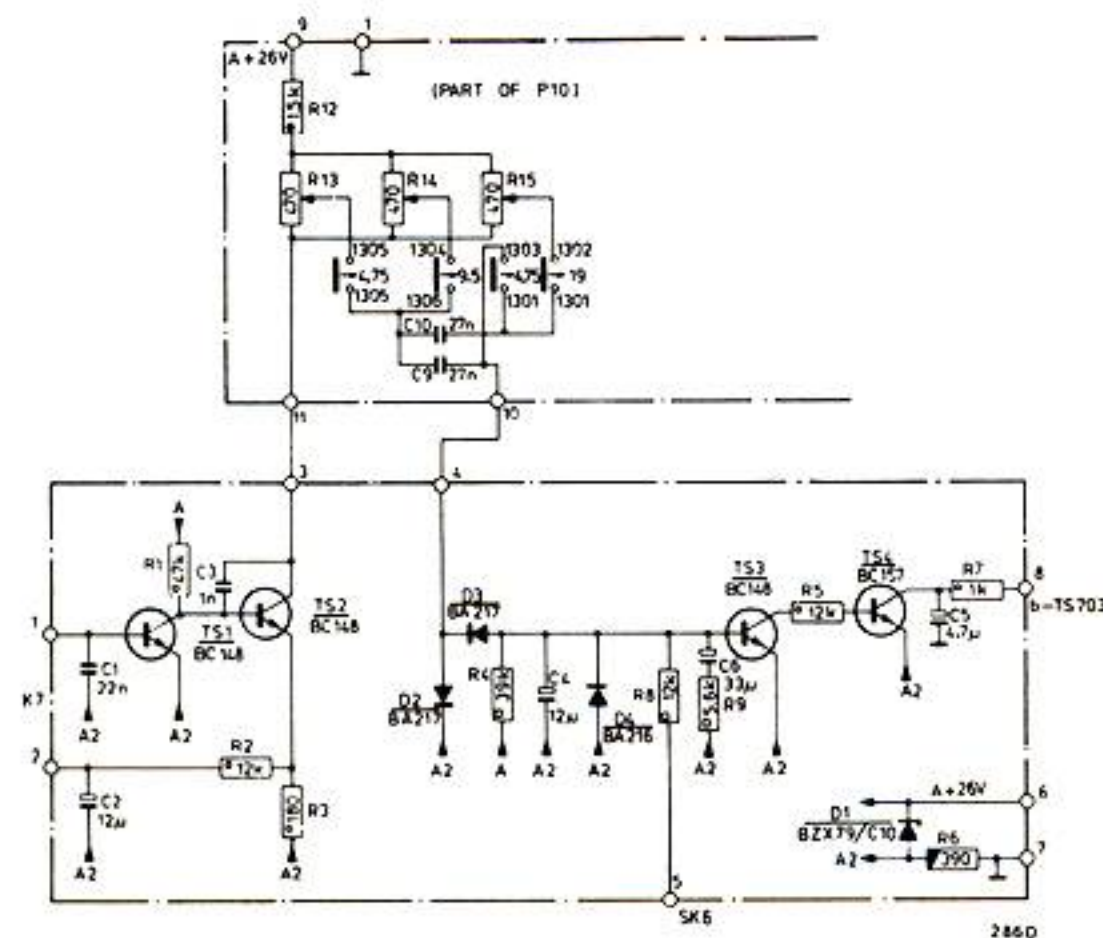 9
1
A+26V
(PART OF P10)
1,5k
R12
R13
R14
R15
470
470
470
1305
1304
1303
1302
4,75
9.5
4,75
19
1305
1306
1301
1301
C10
27n
C9
27n
11
10
3
4
A
R1
47k
C3
1n
TS1
BC148
TS2
BC148
1
C1
22n
K7
A2
A2
2
R2
12k
C2
12µ
R3
180
A2
A2
D3
BA217
D2
BA217
R4
39k
C4
12µ
D4
BA216
R8
12k
C6
33µ
5,6k
R9
TS3
BC148
R5
12k
TS4
BC157
R7
1k
8
b-TS703
C5
4.7µ
A2
A2
A
A2
A2
A2
A2
A+26V
6
D1
BZX79/C10
R6
A2
390
7
5
SK6
286D